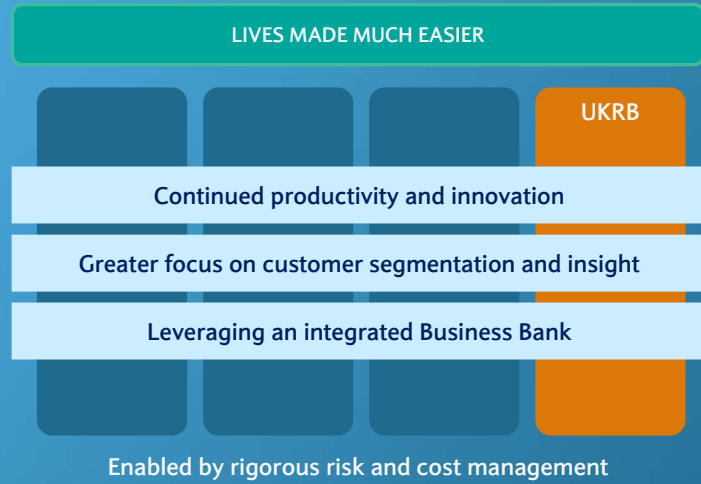 LIVES MADE MUCH EASIER
UKRB
Continued productivity and innovation
Greater focus on customer segmentation and insight
Leveraging an integrated Business Bank
Enabled by rigorous risk and cost management